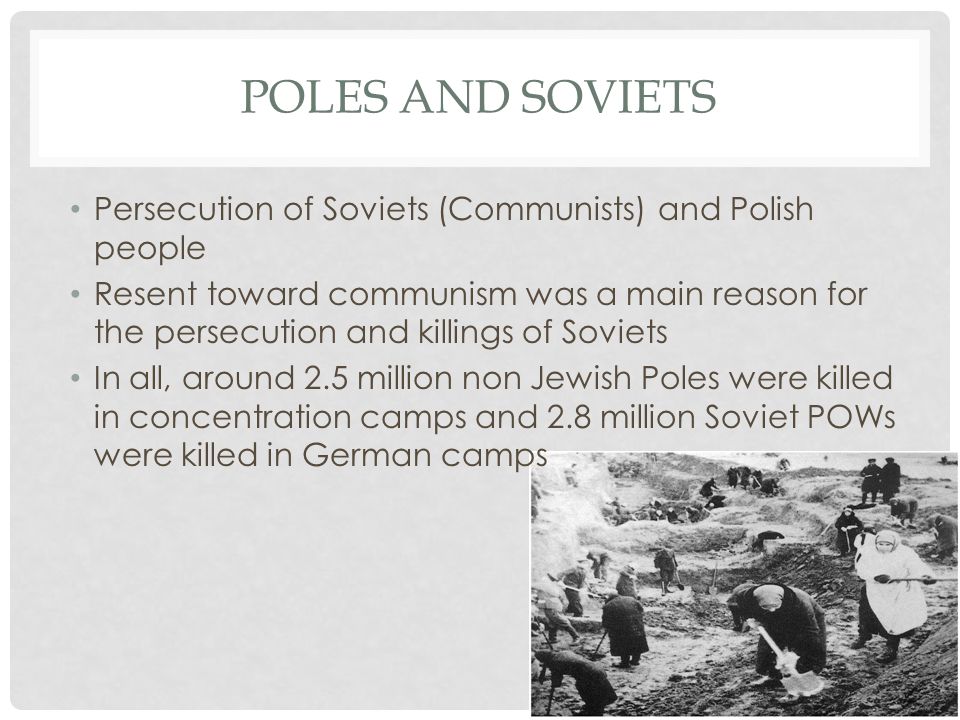 POLES AND SOVIETS
• Persecution of Soviets (Communists) and Polish
people
• Resent toward communism was a main reason for
the persecution and killings of Soviets
• In all, around 2.5 million non Jewish Poles were killed
in concentration camps and 2.8 million Soviet POWs
were killed in German camps